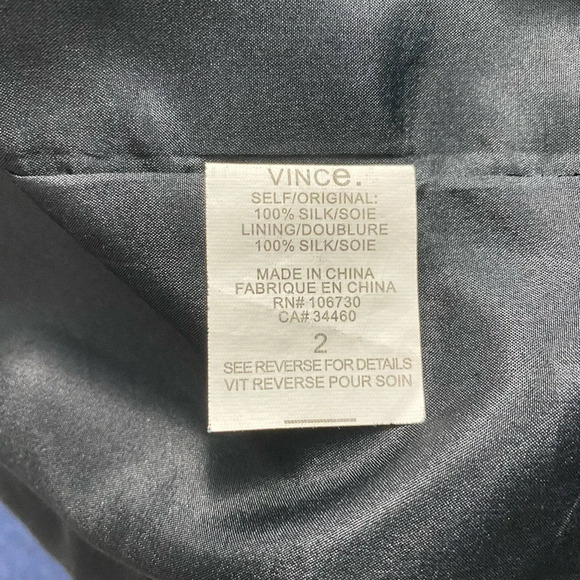 VINCE.
SELF/ORIGINAL:
100% SILK/SOIE
LINING/DOUBLURE
100% SILK/SOIE
MADE IN CHINA
FABRIQUE EN CHINA
RN# 106730
CA# 34460
2
SEE REVERSE FOR DETAILS
VIT REVERSE POUR SOIN